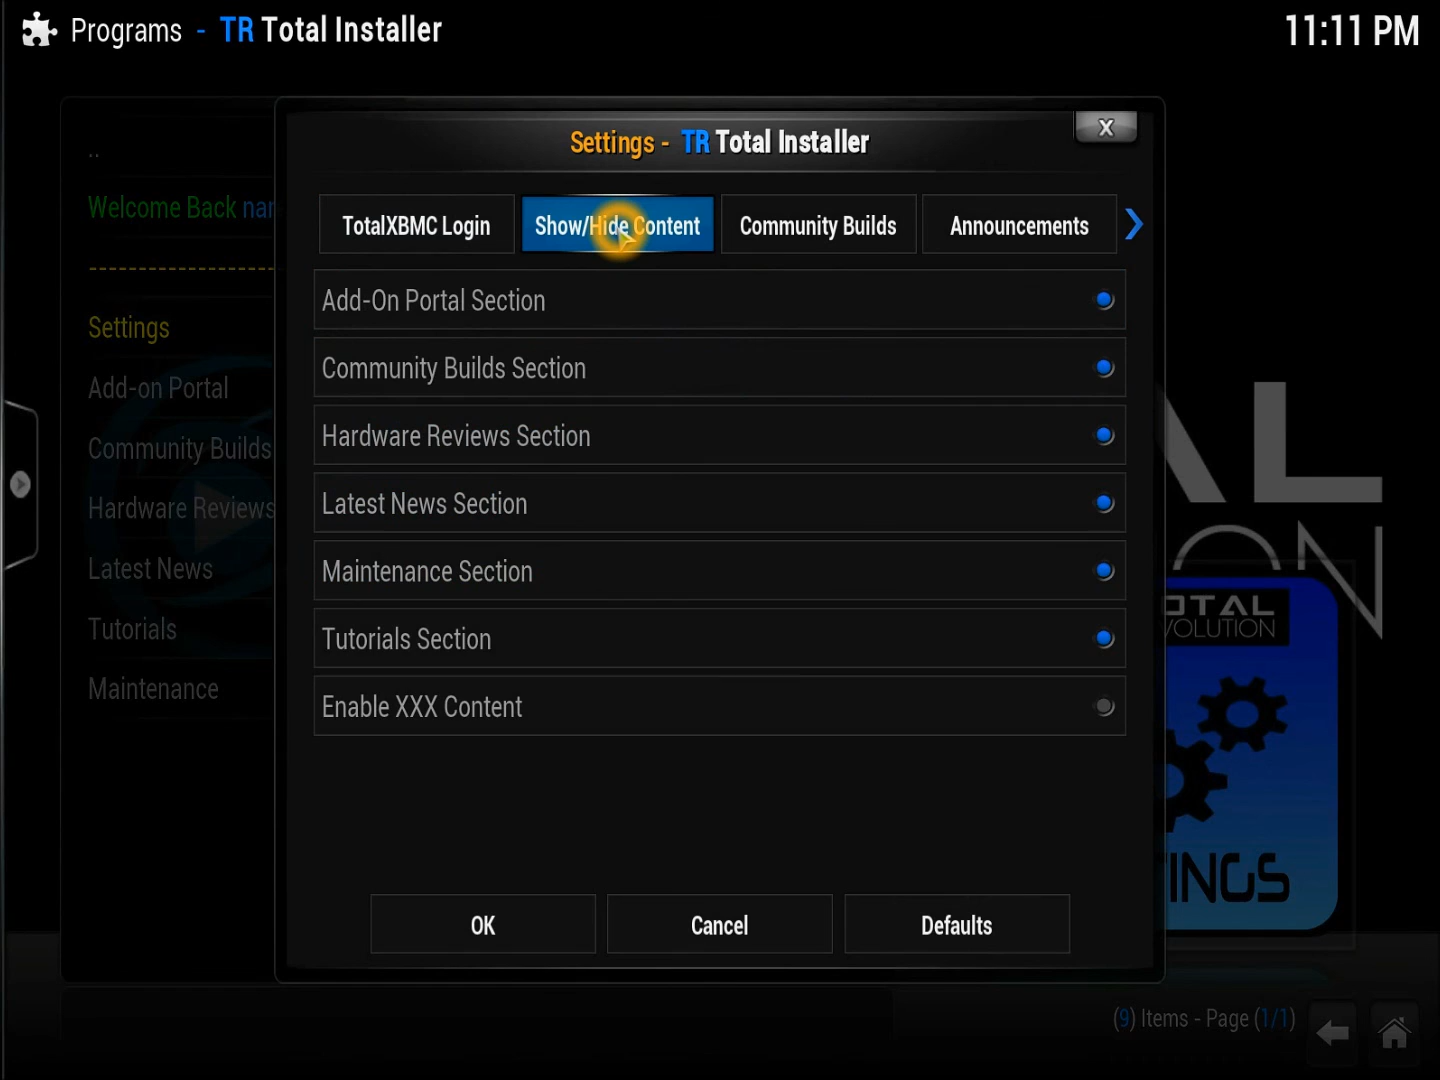 Programs - TR Total Installer
11:11 PM
Settings - TR Total Installer
X
TotalXBMC Login
Show/Hide Content
Community Builds
Announcements
Add-On Portal Section
Community Builds Section
Hardware Reviews Section
Latest News Section
Maintenance Section
Tutorials Section
Enable XXX Content
OK
Cancel
Defaults
..
Welcome Back
--------------------
Settings
Add-on Portal
Community Builds
Hardware Reviews
Latest News
Tutorials
Maintenance
(9) Items - Page (1/1)